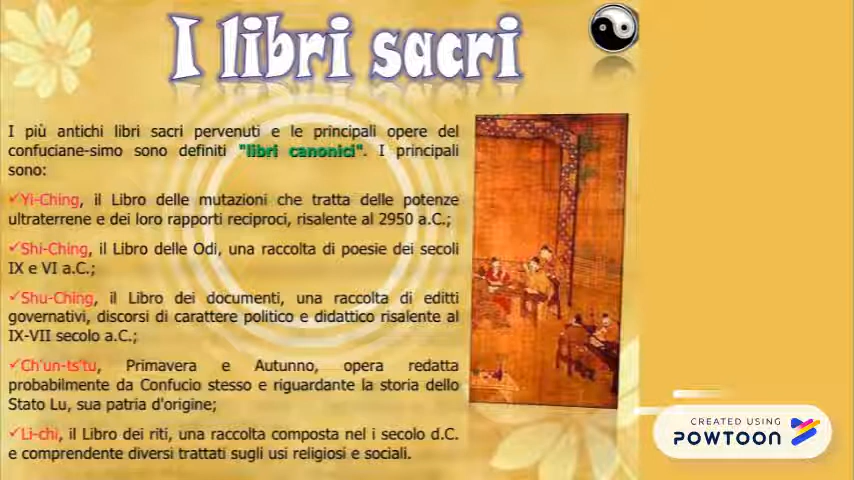 I libri sacri
I più antichi libri sacri pervenuti e le principali opere del
confuciane-simo sono definiti "libri canonici". I principali
sono:
✓Yi-Ching, il Libro delle mutazioni che tratta delle potenze
ultraterrene e dei loro rapporti reciproci, risalente al 2950 a.C.;
✓Shi-Ching, il Libro delle Odi, una raccolta di poesie dei secoli
IX e VI a.C.;
✓Shu-Ching, il Libro dei documenti, una raccolta di editti
governativi, discorsi di carattere politico e didattico risalente al
IX-VII secolo a.C.;
✓Ch'un-ts'tu, Primavera e Autunno, opera redatta
probabilmente da Confucio stesso e riguardante la storia dello
Stato Lu, sua patria d'origine;
✓Li-chi, il Libro dei riti, una raccolta composta nel i secolo d.C.
e comprendente diversi trattati sugli usi religiosi e sociali.
CREATED USING
POWTOON